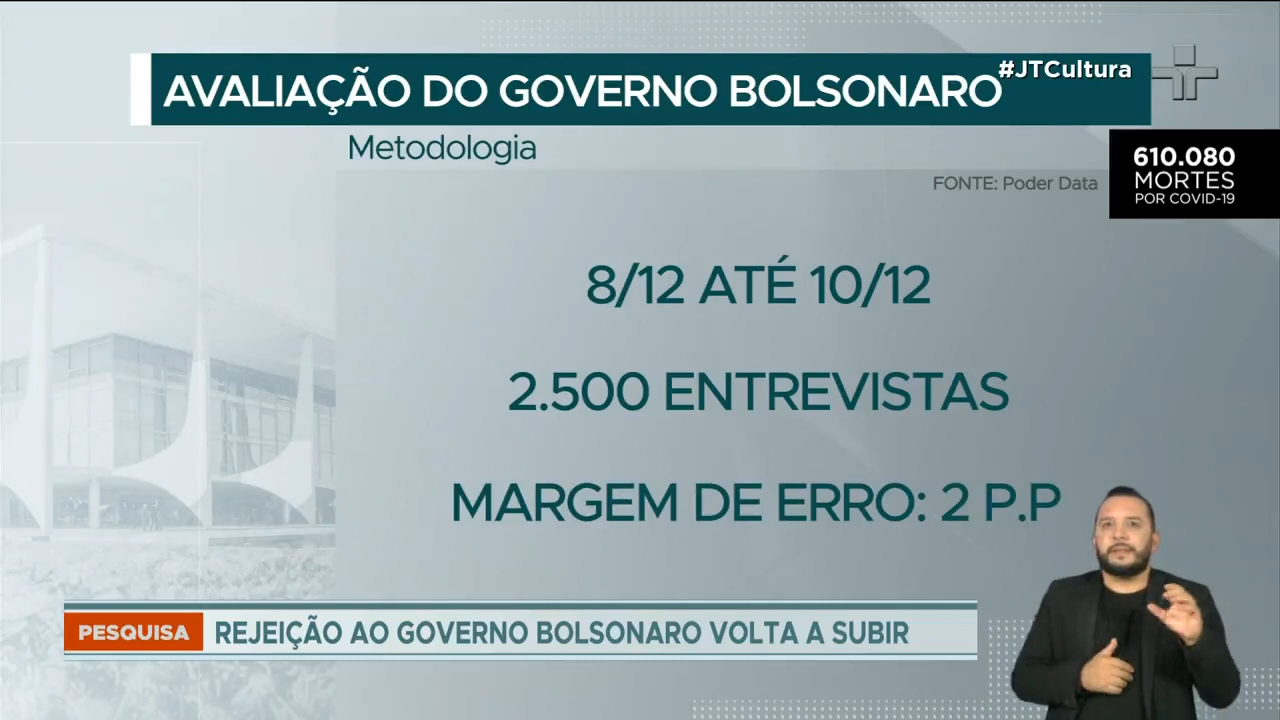 AVALIAÇÃO DO GOVERNO BOLSONARO
#JTCultura
Metodologia
FONTE: Poder Data
610.080
MORTES
POR COVID-19
8/12 ATÉ 10/12
2.500 ENTREVISTAS
MARGEM DE ERRO: 2 P.P
PESQUISA
REJEIÇÃO AO GOVERNO BOLSONARO VOLTA A SUBIR